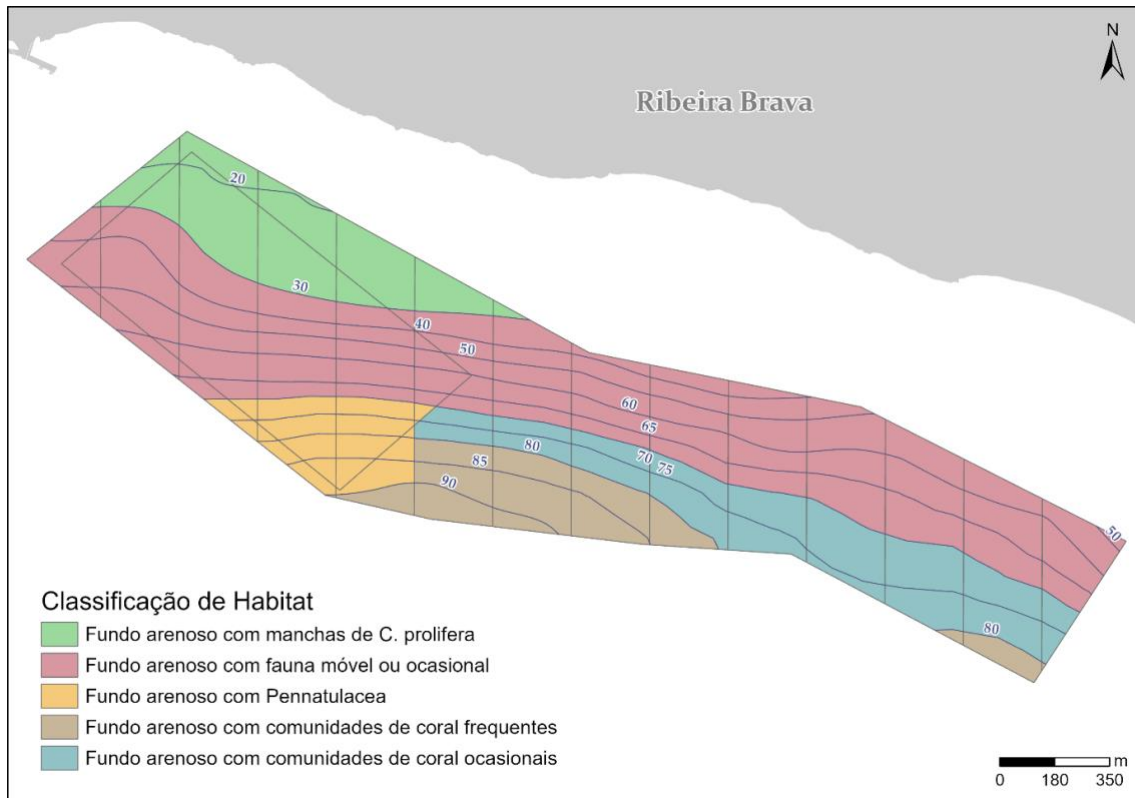 N
Ribeira Brava
20
30
40
50
60
65
70 75
80
85
90
50
80
Classificação de Habitat
Fundo arenoso com manchas de C. prolifera
Fundo arenoso com fauna móvel ou ocasional
Fundo arenoso com Pennatulacea
Fundo arenoso com comunidades de coral frequentes
Fundo arenoso com comunidades de coral ocasionais
m
0 180 350